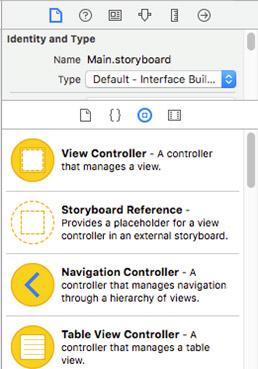 Identity and Type
Name Main.storyboard
Type Default - Interface Buil...
{}
View Controller - A controller
that manages a view.
Storyboard Reference -
Provides a placeholder for a view
controller in an external storyboard.
Navigation Controller - A
controller that manages navigation
through a hierarchy of views.
Table View Controller - A
controller that manages a table
view.